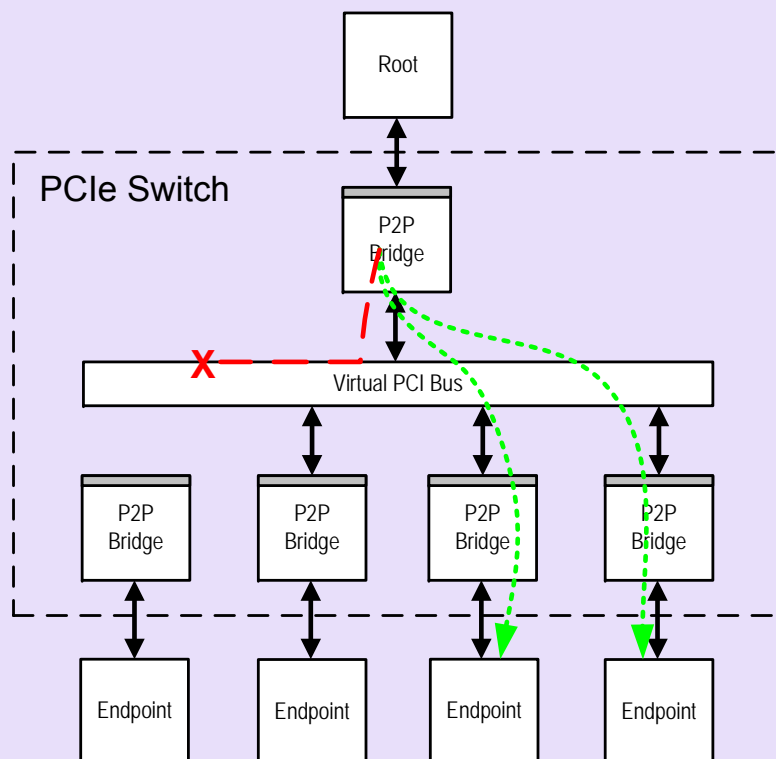 Root
PCIe Switch
P2P
Bridge
X
Virtual PCI Bus
P2P
Bridge
P2P
Bridge
P2P
Bridge
P2P
Bridge
Endpoint
Endpoint
Endpoint
Endpoint